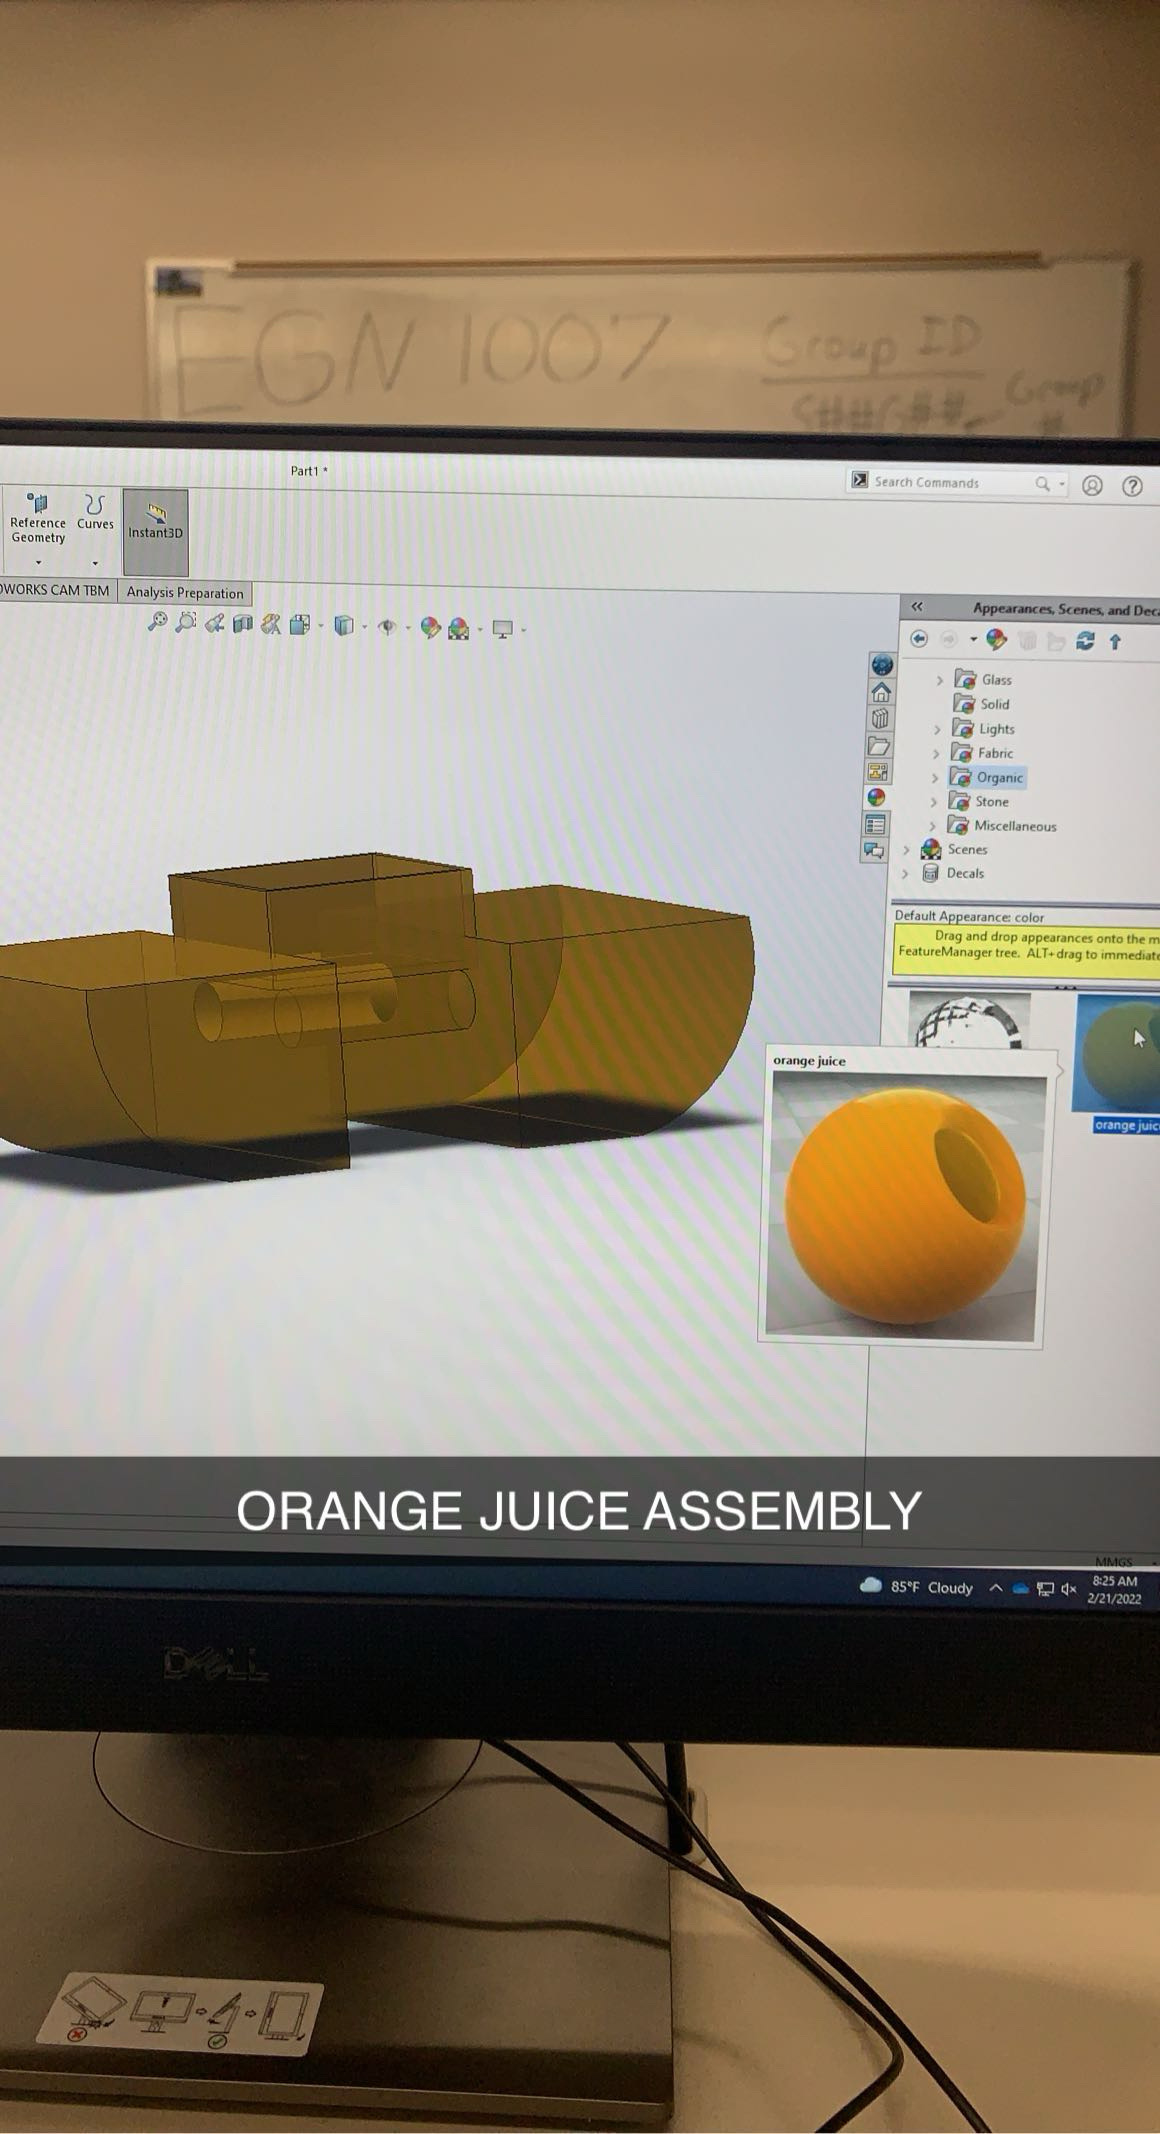 EGN 1007
Group ID
Group
Part1 *
Search Commands
Reference
Geometry
Curves
Instant3D
WORKS CAM TBM
Analysis Preparation
Appearances, Scenes, and Dec
Glass
Solid
Lights
Fabric
Organic
Stone
Miscellaneous
Scenes
Decals
Default Appearance: color
Drag and drop appearances onto the m
FeatureManager tree. ALT+drag to immediat
orange juice
orange juic
ORANGE JUICE ASSEMBLY
MMGS
85°F Cloudy
8:25 AM
2/21/2022
DELL